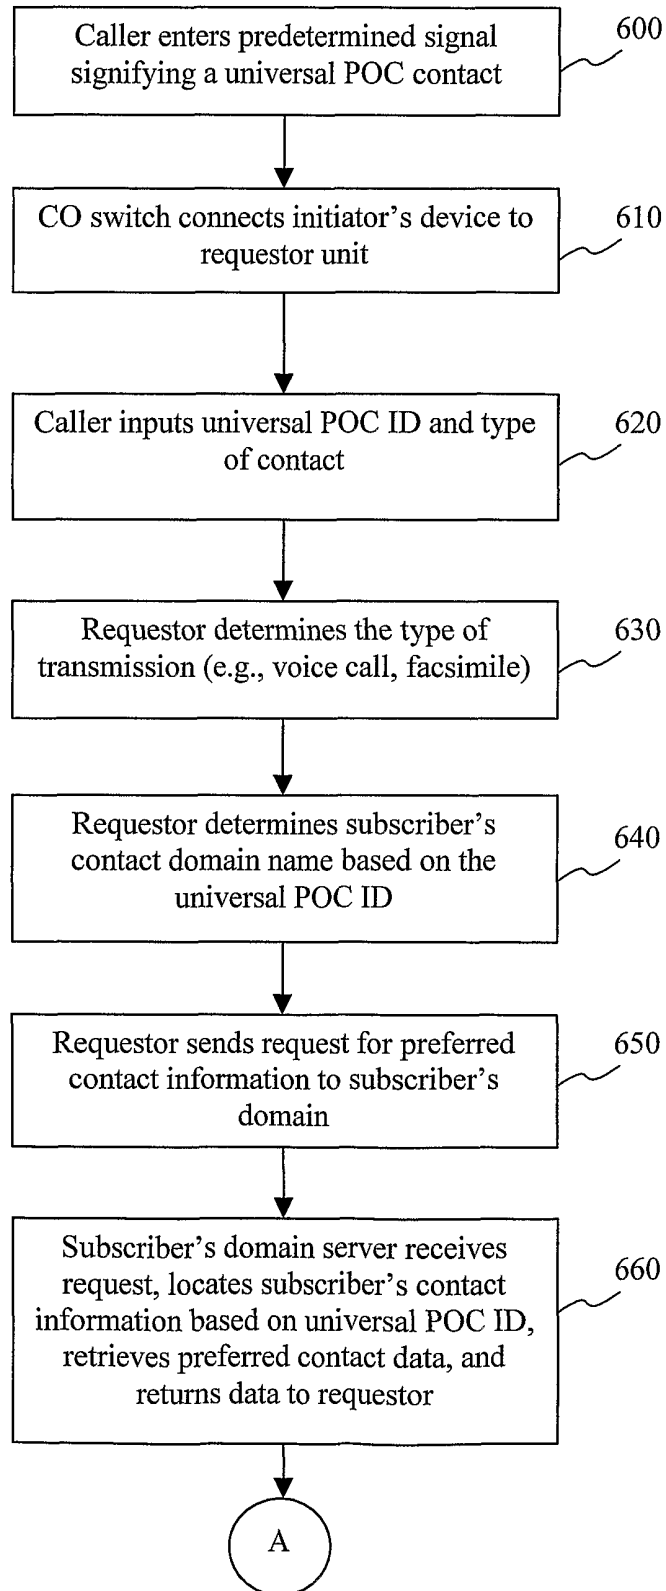 Caller enters predetermined signal
signifying a universal POC contact
600
CO switch connects initiator's device to
requestor unit
610
Caller inputs universal POC ID and type
of contact
620
Requestor determines the type of
transmission (e.g., voice call, facsimile)
630
Requestor determines subscriber's
contact domain name based on the
universal POC ID
640
Requestor sends request for preferred
contact information to subscriber's
domain
650
Subscriber's domain server receives
request, locates subscriber's contact
information based on universal POC ID,
retrieves preferred contact data, and
returns data to requestor
660
A